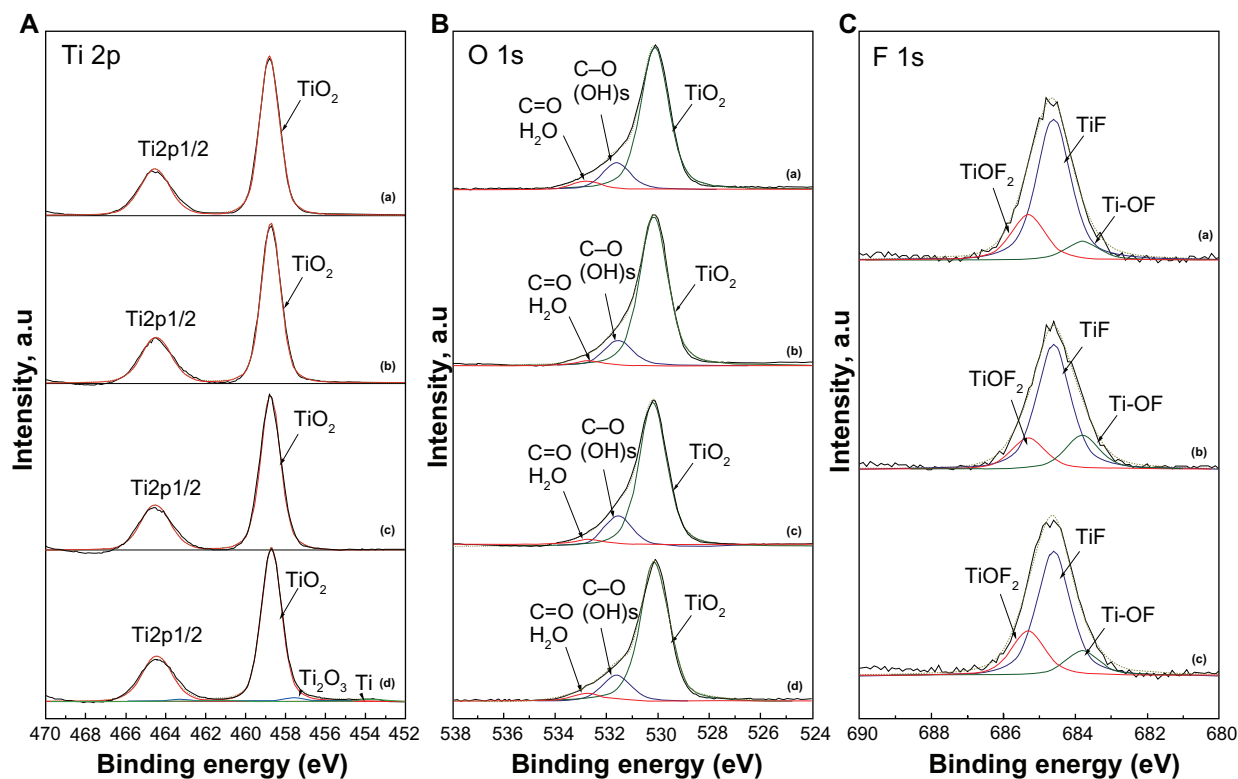 A
Ti 2p
TiO₂
Ti2p1/2
(a)
TiO₂
Ti2p1/2
(b)
TiO₂
Ti2p1/2
(c)
TiO₂
Ti2p1/2
Ti₂O₃
Ti
(d)
Intensity, a.u
470 468 466 464 462 460 458 456 454 452
Binding energy (eV)
B
O 1s
C–O
(OH)s
C=O
H₂O
TiO₂
(a)
C–O
(OH)s
C=O
H₂O
TiO₂
(b)
C–O
(OH)s
C=O
H₂O
TiO₂
(c)
C–O
(OH)s
C=O
H₂O
TiO₂
(d)
Intensity, a.u
538 536 534 532 530 528 526 524
Binding energy (eV)
C
F 1s
TiF
TiOF₂
Ti-OF
(a)
TiF
TiOF₂
Ti-OF
(b)
TiF
TiOF₂
Ti-OF
(c)
Intensity, a.u
690 688 686 684 682 680
Binding energy (eV)